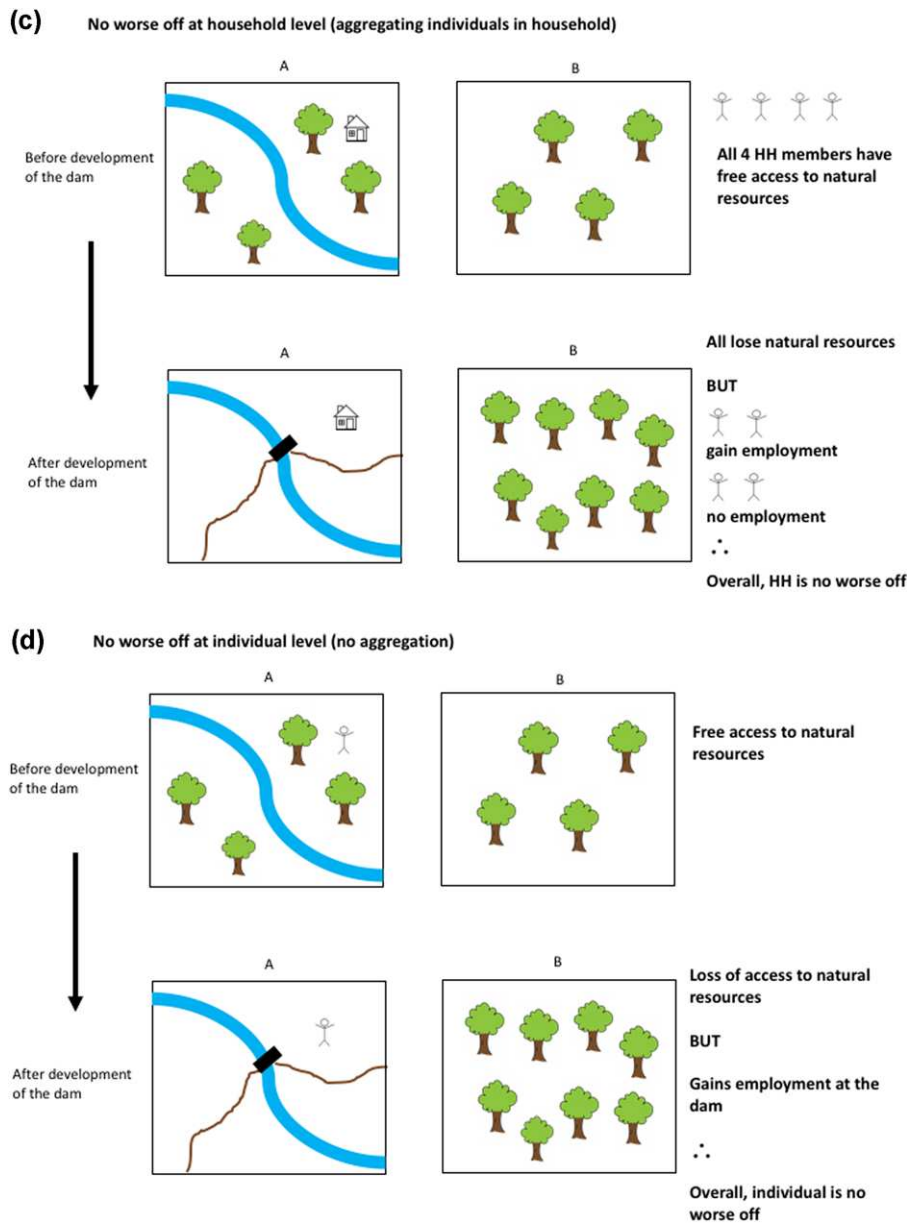 (c) No worse off at household level (aggregating individuals in household)
A
B
Before development
of the dam
All 4 HH members have
free access to natural
resources
A
B
After development
of the dam
All lose natural resources
BUT
gain employment
no employment
∴
Overall, HH is no worse off
(d) No worse off at individual level (no aggregation)
A
B
Before development
of the dam
Free access to natural
resources
A
B
After development
of the dam
Loss of access to natural
resources
BUT
Gains employment at the
dam
∴
Overall, individual is no
worse off